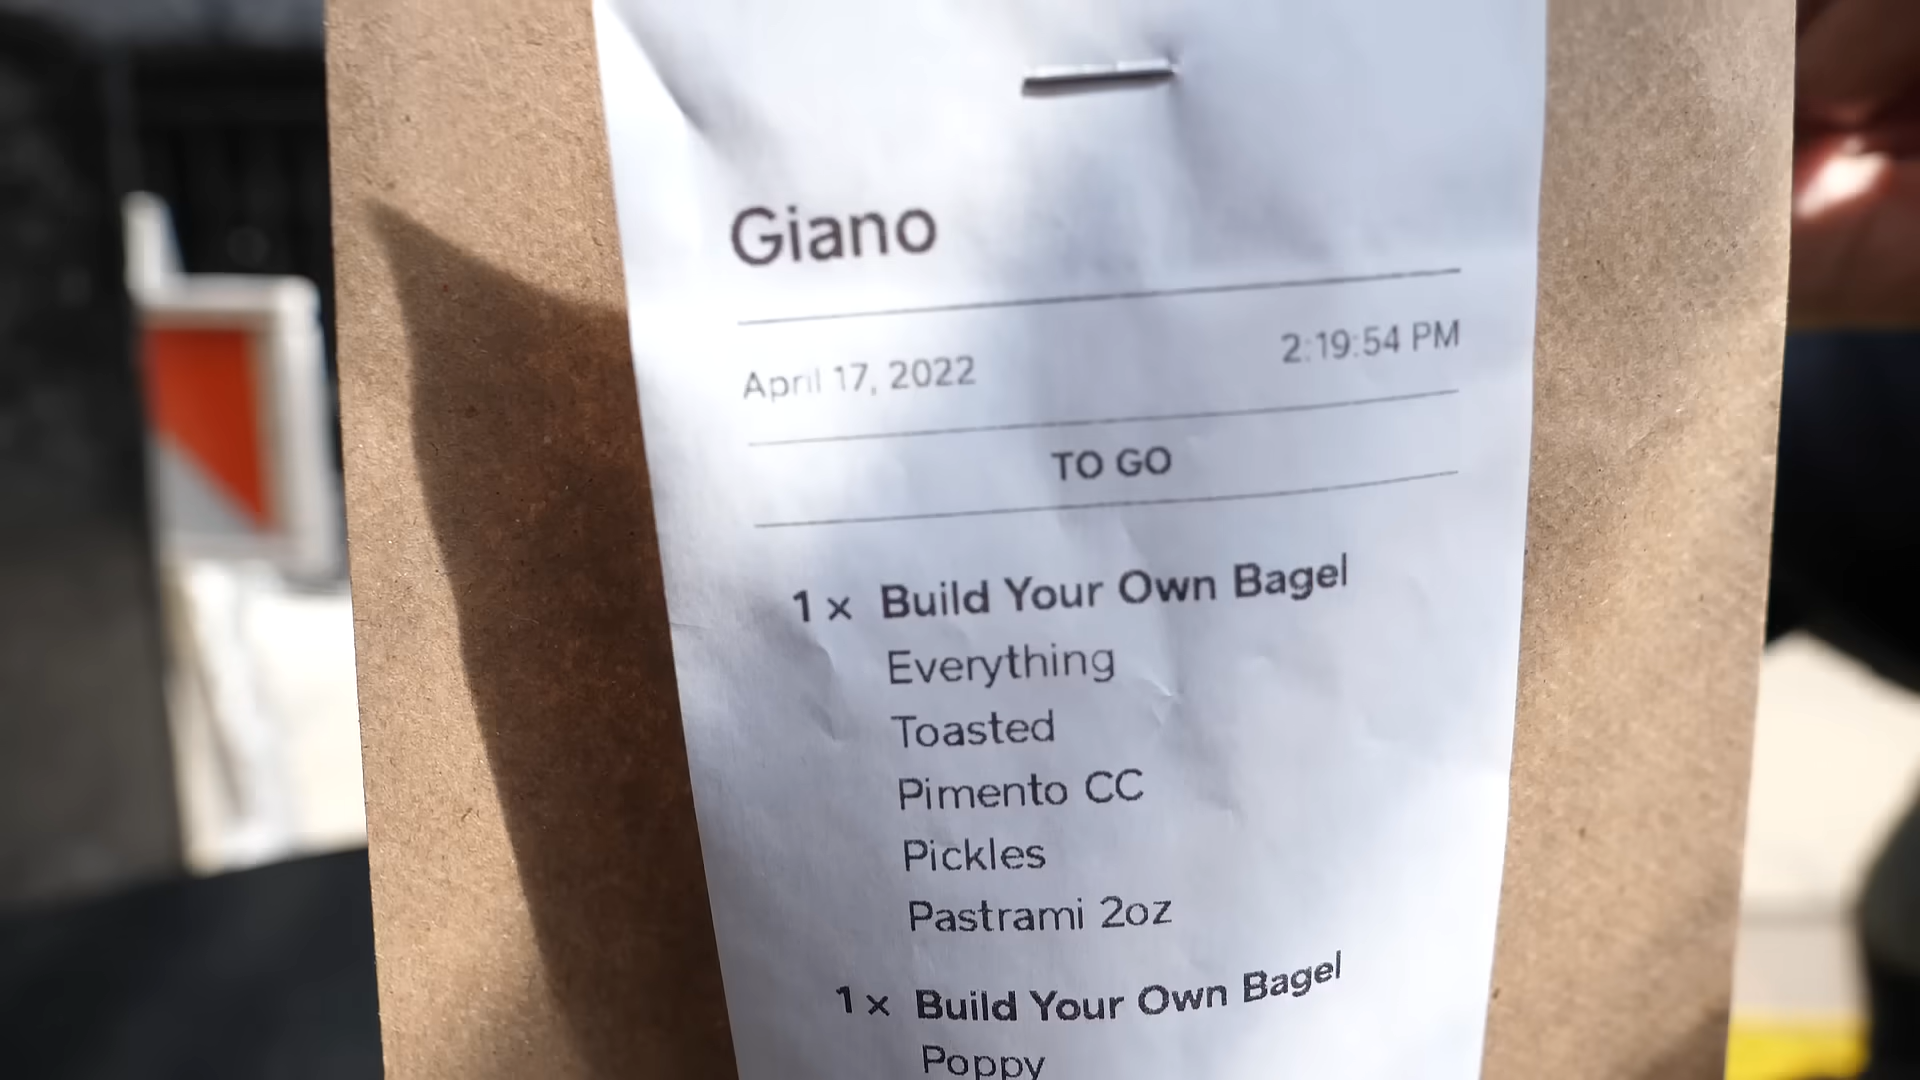 Giano
April 17, 2022 2:19:54 PM
TO GO
1 x Build Your Own Bagel
Everything
Toasted
Pimento CC
Pickles
Pastrami 2oz
1 x Build Your Own Bagel
Poppy